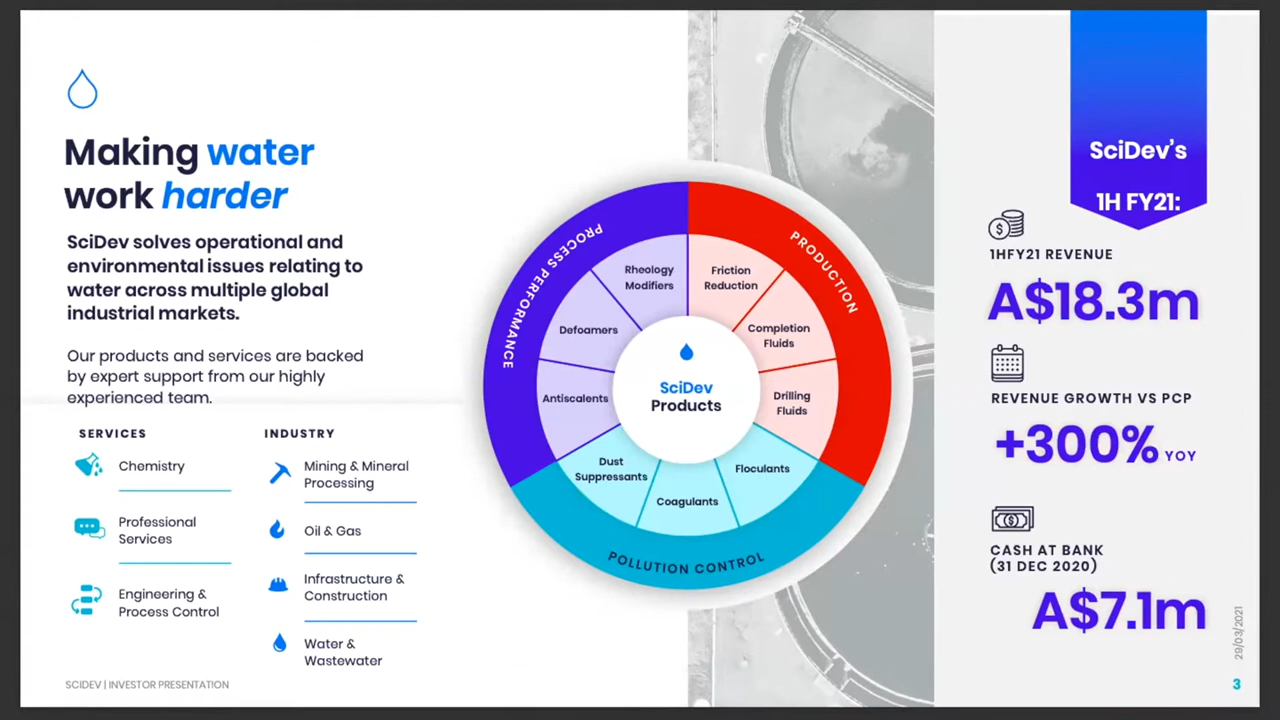 Making water
work harder
SciDev solves operational and
environmental issues relating to
water across multiple global
industrial markets.
Our products and services are backed
by expert support from our highly
experienced team.
SERVICES
Chemistry
Professional
Services
Engineering &
Process Control
INDUSTRY
Mining & Mineral
Processing
Oil & Gas
Infrastructure &
Construction
Water &
Wastewater
SCIDEV | INVESTOR PRESENTATION
PROCESS PERFORMANCE
Rheology
Modifiers
Defoamers
Antiscalents
PRODUCTION
Friction
Reduction
Completion
Fluids
Drilling
Fluids
SciDev
Products
Dust
Suppressants
Coagulants
Floculants
POLLUTION CONTROL
SciDev's
1H FY21:
1HFY21 REVENUE
A$18.3m
REVENUE GROWTH VS PCP
+300% YOY
CASH AT BANK
(31 DEC 2020)
A$7.1m
29/03/2021
3